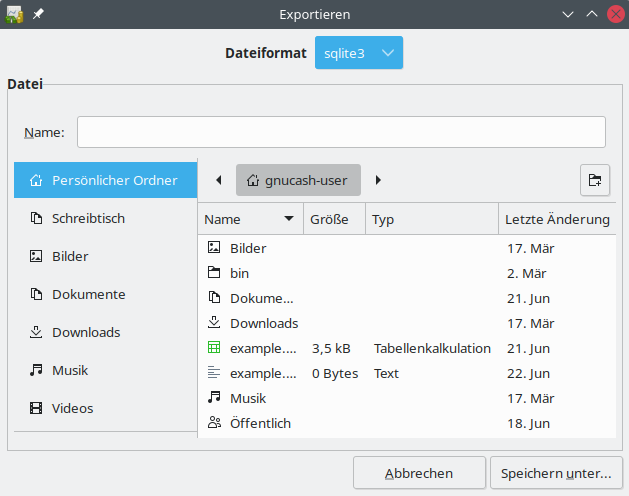 Exportieren
Dateiformat sqlite3
Datei
Name:
Persönlicher Ordner
Schreibtisch
Bilder
Dokumente
Downloads
Musik
Videos
gnucash-user
Name Größe Typ Letzte Änderung
Bilder 17. Mär
bin 2. Mär
Dokume... 21. Jun
Downloads 17. Mär
example.... 3,5 kB Tabellenkalkulation 21. Jun
example.... 0 Bytes Text 22. Jun
Musik 17. Mär
Öffentlich 18. Jun
Abbrechen Speichern unter...